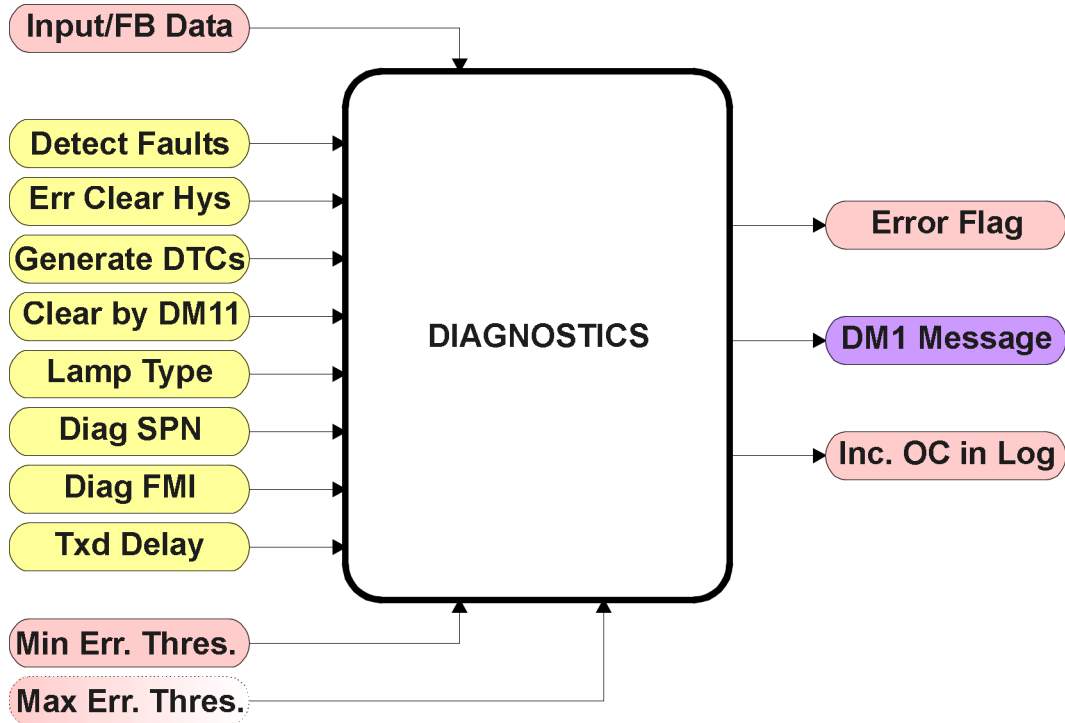 Input/FB Data
Detect Faults
Err Clear Hys
Generate DTCs
Clear by DM11
Lamp Type
Diag SPN
Diag FMI
Txd Delay
Min Err. Thres.
Max Err. Thres.
DIAGNOSTICS
Error Flag
DM1 Message
Inc. OC in Log